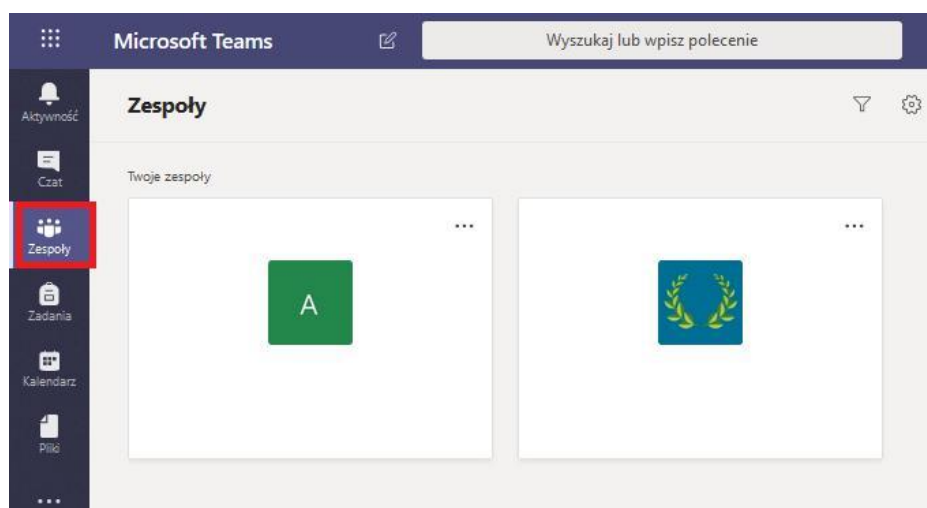 Microsoft Teams
Wyszukaj lub wpisz polecenie
Aktywność
Czat
Zespoły
Zadania
Kalendarz
Pliki
Zespoły
Twoje zespoły
A